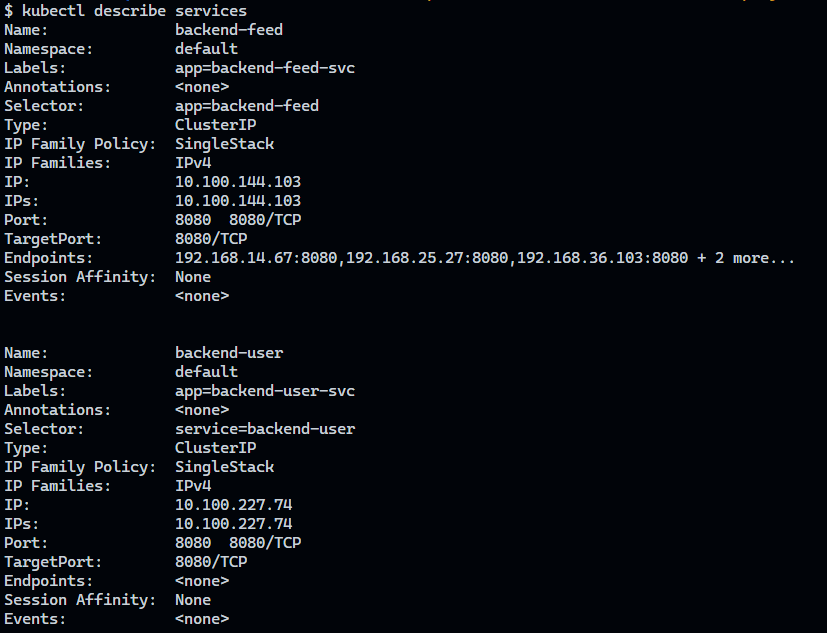 $ kubectl describe services
Name:              backend-feed
Namespace:         default
Labels:            app=backend-feed-svc
Annotations:       <none>
Selector:          app=backend-feed
Type:              ClusterIP
IP Family Policy:  SingleStack
IP Families:       IPv4
IP:                10.100.144.103
IPs:               10.100.144.103
Port:              8080  8080/TCP
TargetPort:        8080/TCP
Endpoints:         192.168.14.67:8080,192.168.25.27:8080,192.168.36.103:8080 + 2 more...
Session Affinity:  None
Events:            <none>
Name:              backend-user
Namespace:         default
Labels:            app=backend-user-svc
Annotations:       <none>
Selector:          service=backend-user
Type:              ClusterIP
IP Family Policy:  SingleStack
IP Families:       IPv4
IP:                10.100.227.74
IPs:               10.100.227.74
Port:              8080  8080/TCP
TargetPort:        8080/TCP
Endpoints:         <none>
Session Affinity:  None
Events:            <none>